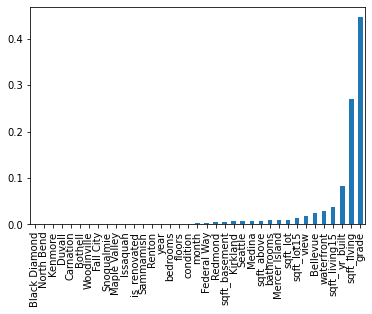 0.4
0.3
0.2
0.1
0.0
Black Diamond
North Bend
Kenmore
Duvall
Carnation
Bothell
Woodinville
Fall City
Snoqualmie
Maple Valley
Issaquah
is_renovated
Sammamish
Renton
year
bedrooms
floors
condition
month
Federal Way
Redmond
sqft_basement
Kirkland
Seattle
Medina
sqft_above
bathrooms
Mercer Island
sqft_lot
sqft_lot15
view
Bellevue
waterfront
sqft_living15
yr_built
sqft_living
grade